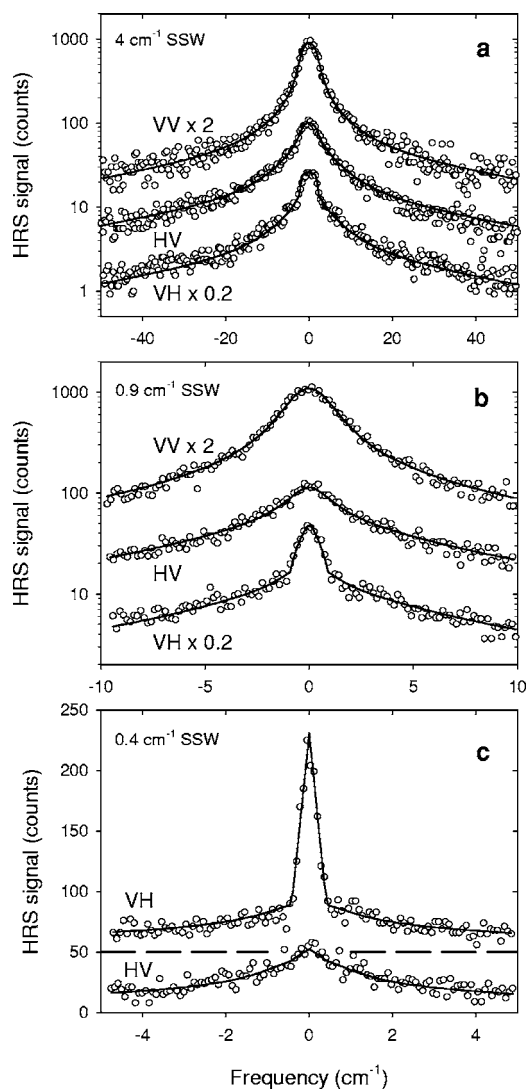 4 cm⁻¹ SSW
a
HRS signal (counts)
1000
100
10
1
VV x 2
HV
VH x 0.2
-40 -20 0 20 40
0.9 cm⁻¹ SSW
b
HRS signal (counts)
1000
100
10
VV x 2
HV
VH x 0.2
-10 -5 0 5 10
0.4 cm⁻¹ SSW
c
HRS signal (counts)
250
200
150
100
50
0
VH
HV
-4 -2 0 2 4
Frequency (cm⁻¹)